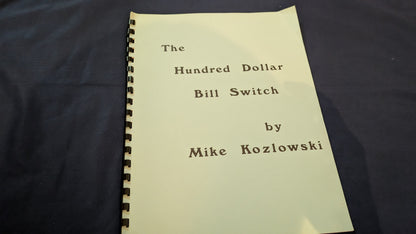 The
Hundred Dollar
Bill Switch
by
Mike Kozlowski